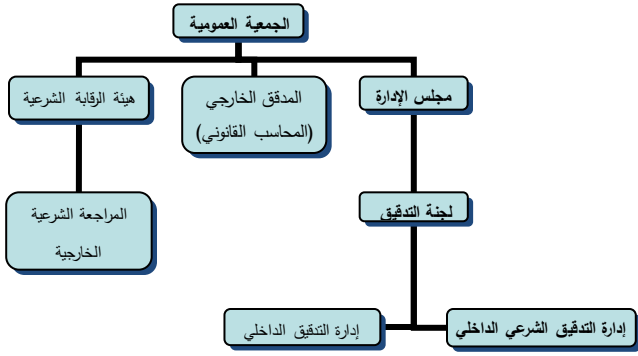 الجمعية العمومية
مجلس الإدارة
المدقق الخارجي
(المحاسب القانوني)
هيئة الرقابة الشرعية
لجنة التدقيق
المراجعة الشرعية
الخارجية
إدارة التدقيق الشرعي الداخلي
إدارة التدقيق الداخلي